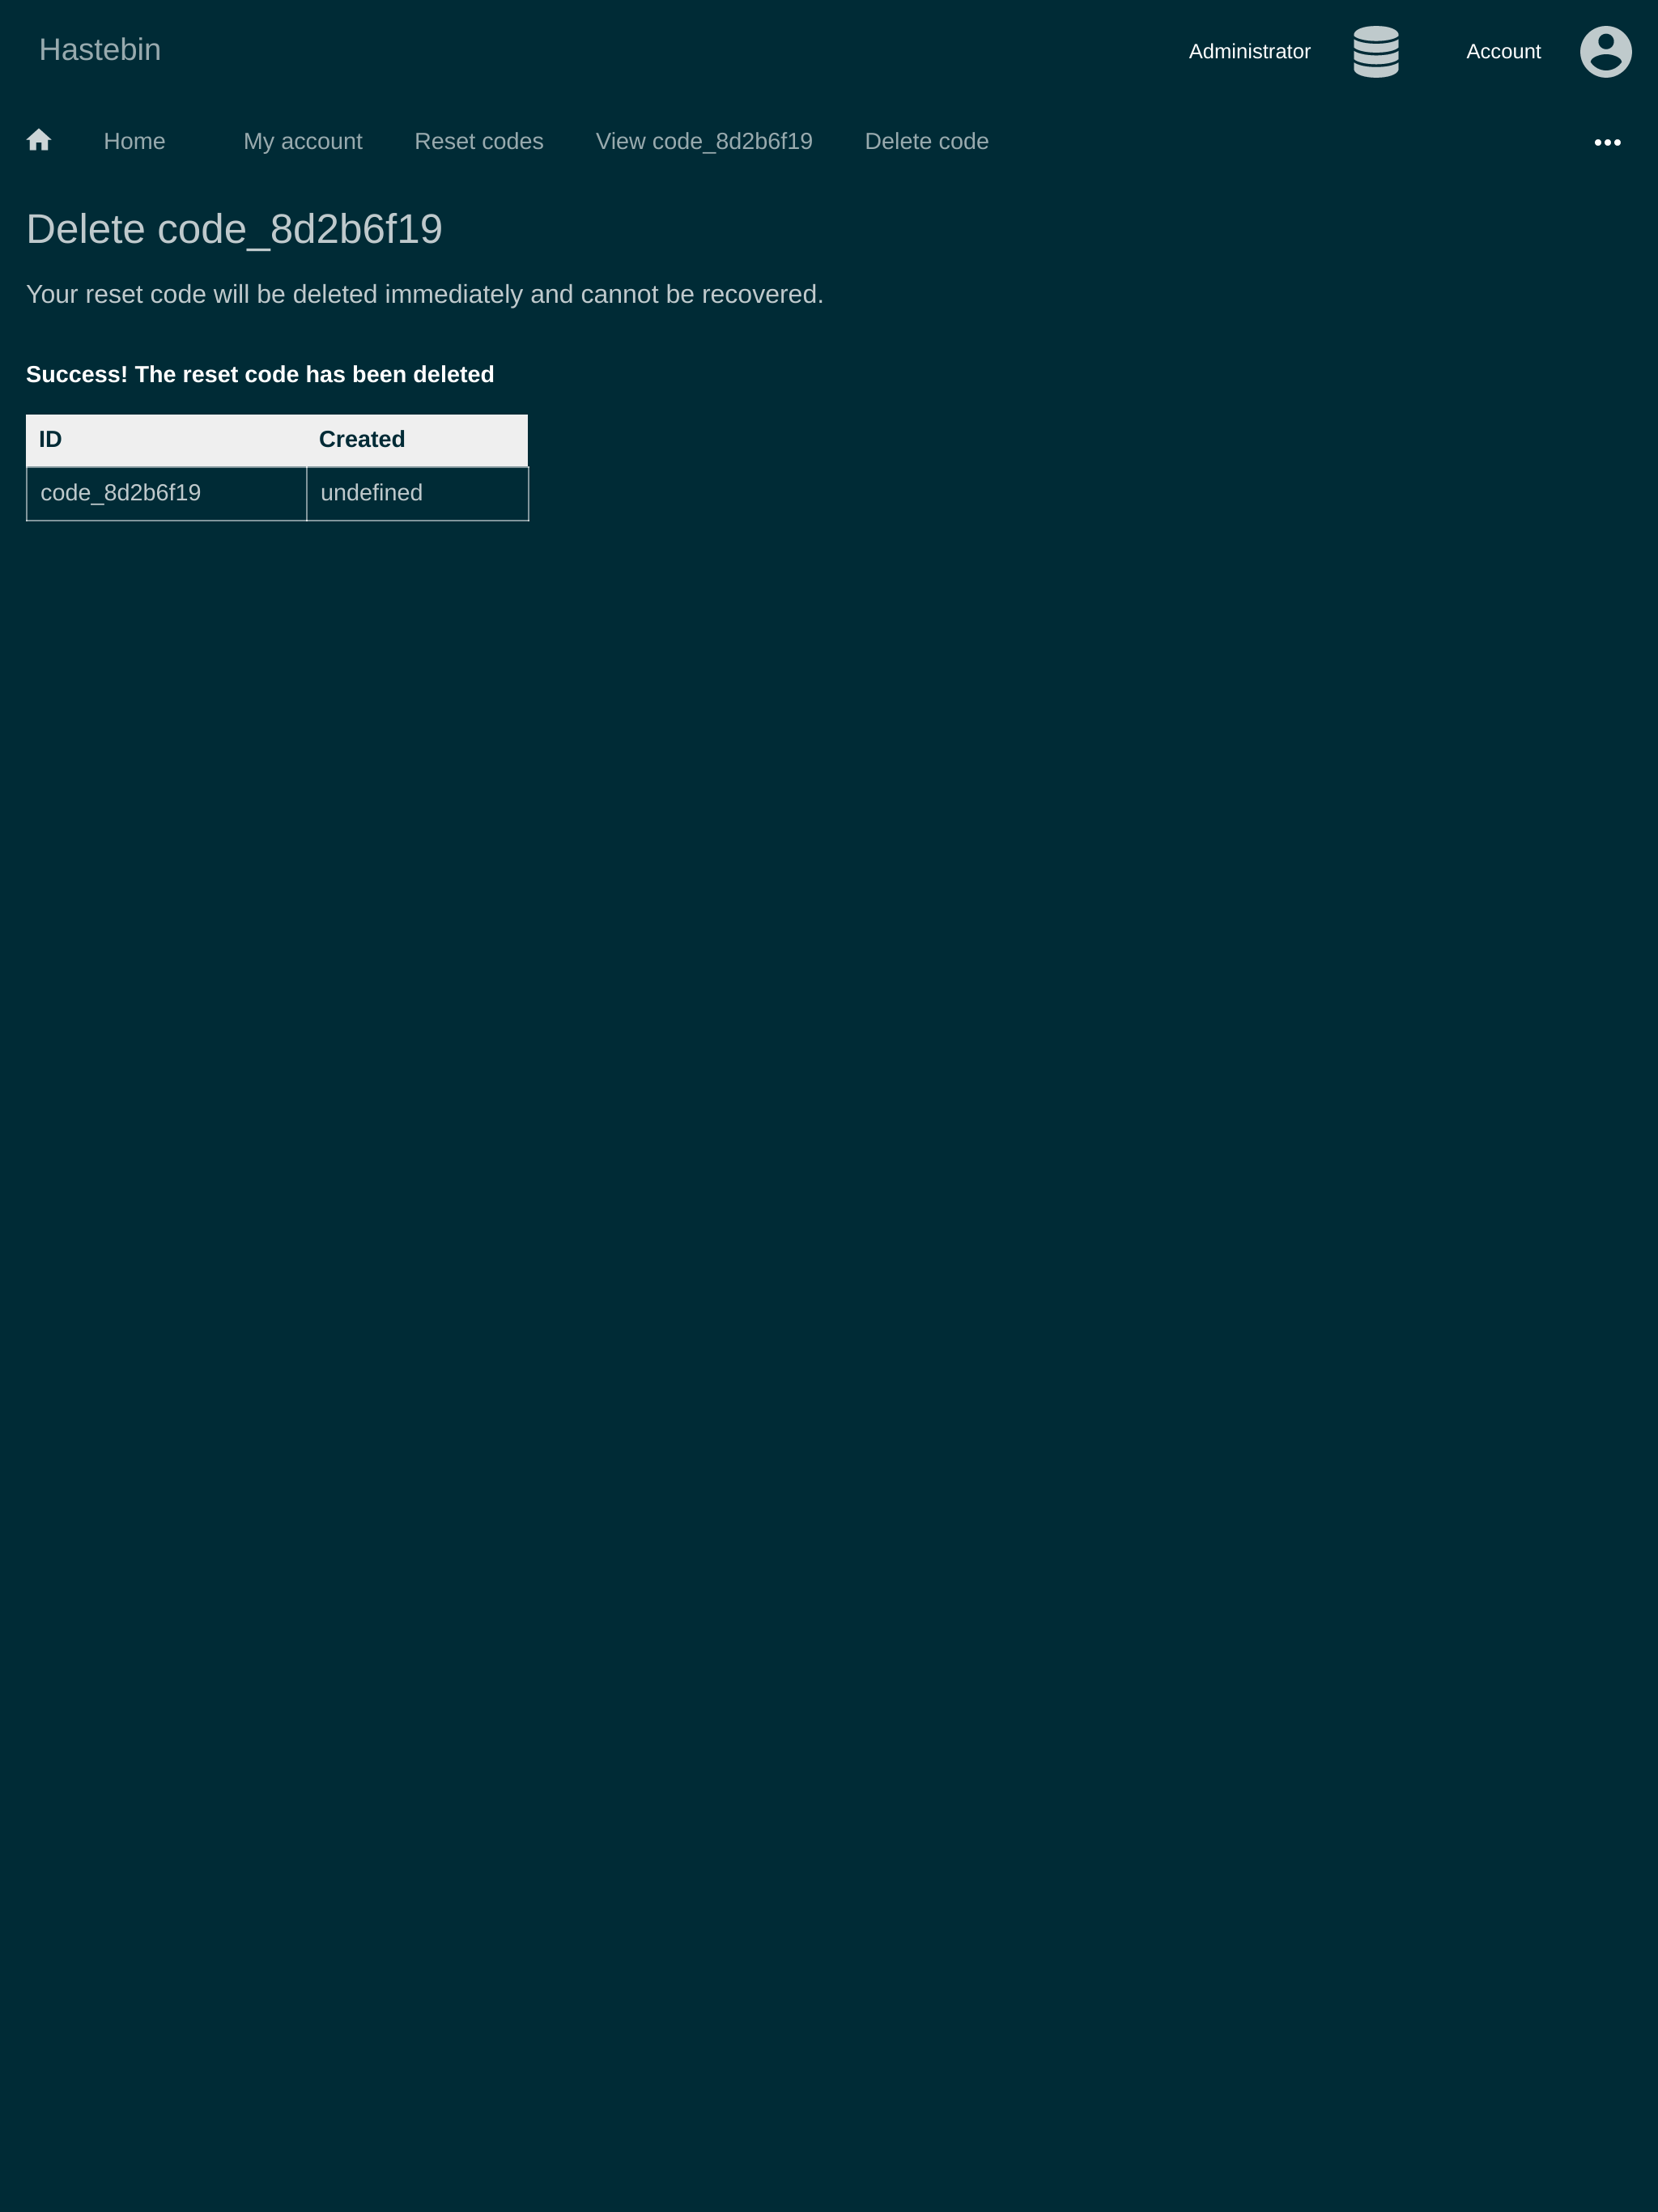 Hastebin
Administrator
Account
Home
My account
Reset codes
View code_8d2b6f19
Delete code
Delete code_8d2b6f19
Your reset code will be deleted immediately and cannot be recovered.
Success! The reset code has been deleted
ID Created
code_8d2b6f19 undefined